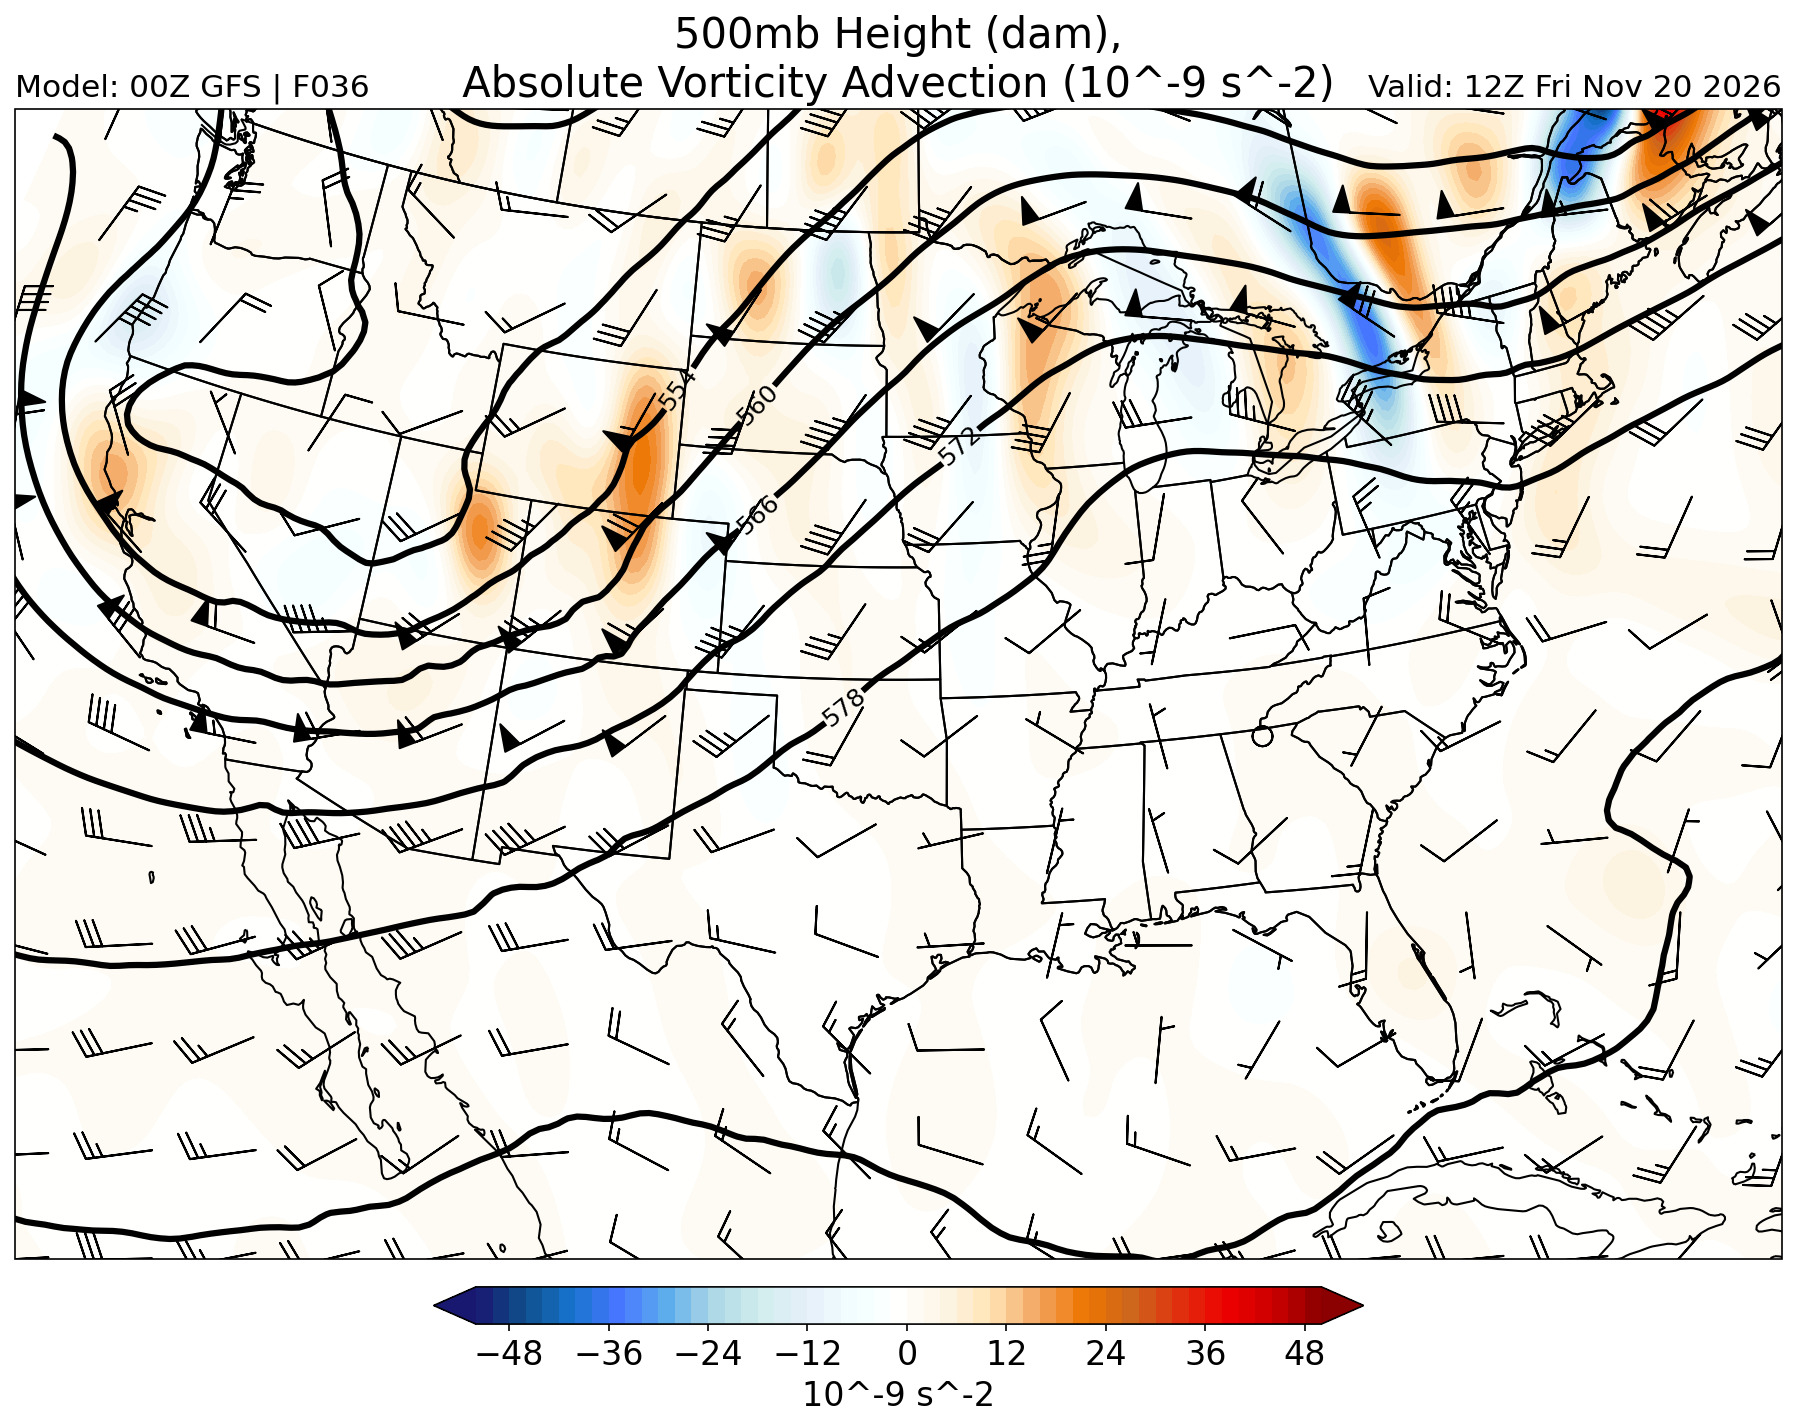 500mb Height (dam),
Absolute Vorticity Advection (10^-9 s^-2)
Model: 00Z GFS | F036
Valid: 12Z Fri Nov 20 2026
554
560
572
566
578
−48 −36 −24 −12 0 12 24 36 48
10^-9 s^-2